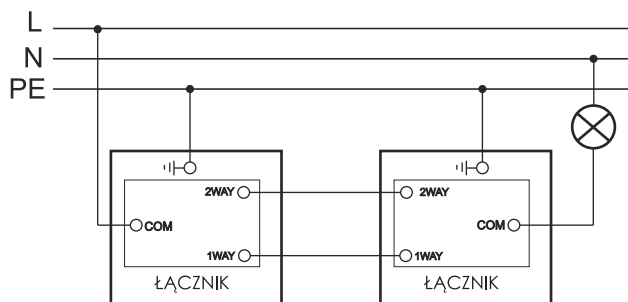 L
N
PE
2WAY 2WAY
COM COM
1WAY 1WAY
ŁĄCZNIK ŁĄCZNIK